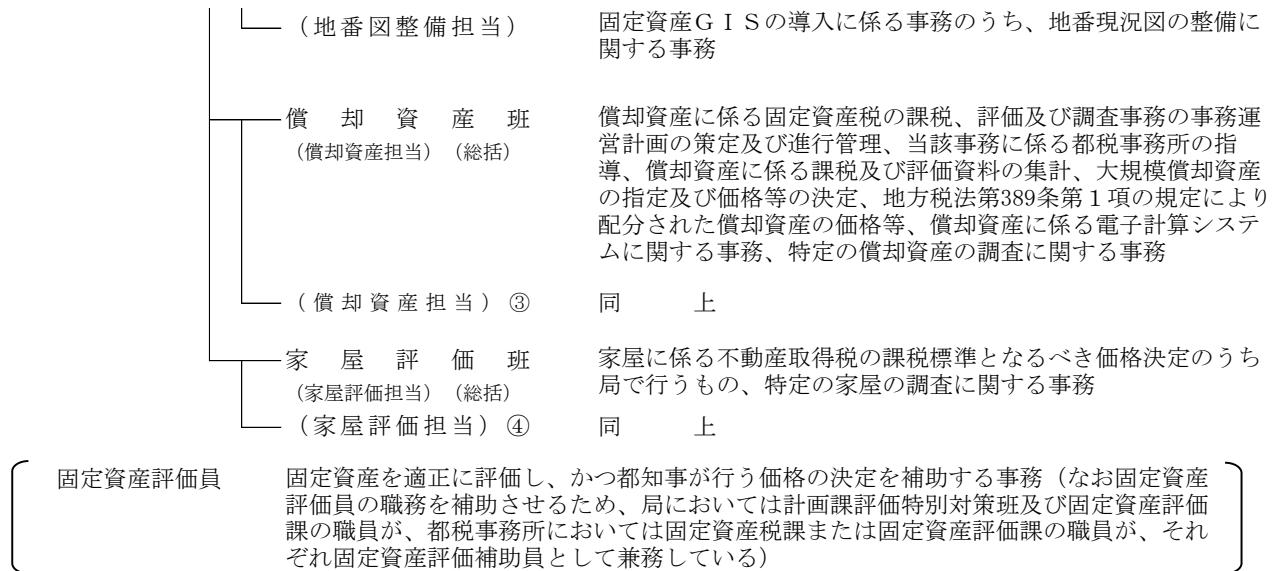 （地番図整備担当）　固定資産ＧＩＳの導入に係る事務のうち、地番現況図の整備に
関する事務
償却資産班　償却資産に係る固定資産税の課税、評価及び調査事務の事務運
（償却資産担当）（総括）　営計画の策定及び進行管理、当該事務に係る都税事務所の指
導、償却資産に係る課税及び評価資料の集計、大規模償却資産
の指定及び価格等の決定、地方税法第389条第１項の規定により
配分された償却資産の価格等、償却資産に係る電子計算システ
ムに関する事務、特定の償却資産の調査に関する事務
（償却資産担当）③　同　上
家屋評価班　家屋に係る不動産取得税の課税標準となるべき価格決定のうち
（家屋評価担当）（総括）　局で行うもの、特定の家屋の調査に関する事務
（家屋評価担当）④　同　上
固定資産評価員　固定資産を適正に評価し、かつ都知事が行う価格の決定を補助する事務（なお固定資産
評価員の職務を補助させるため、局においては計画課評価特別対策班及び固定資産評価
課の職員が、都税事務所においては固定資産税課または固定資産評価課の職員が、それ
ぞれ固定資産評価補助員として兼務している）